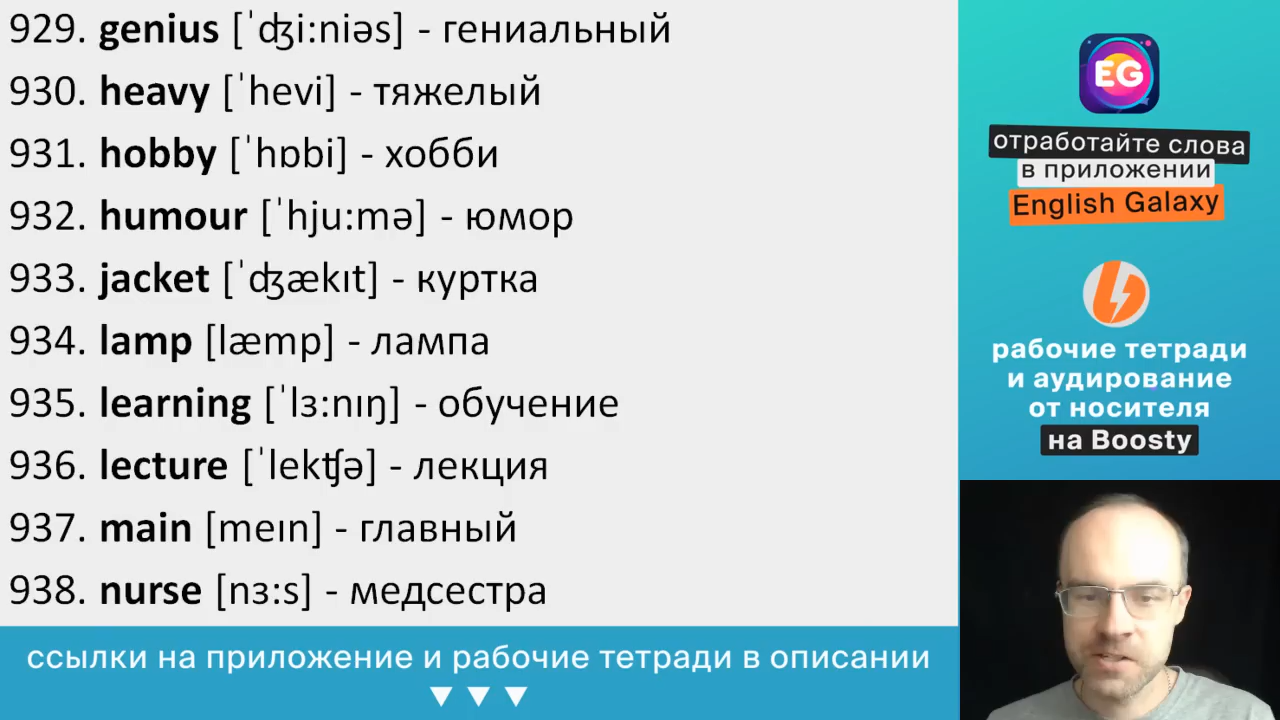 929. genius [ˈʤi:niəs] - гениальный
930. heavy [ˈhevi] - тяжелый
931. hobby [ˈhɒbi] - хобби
932. humour [ˈhju:mə] - юмор
933. jacket [ˈʤækɪt] - куртка
934. lamp [læmp] - лампа
935. learning [ˈlɜ:nɪŋ] - обучение
936. lecture [ˈlekʧə] - лекция
937. main [meɪn] - главный
938. nurse [nɜ:s] - медсестра
ссылки на приложение и рабочие тетради в описании
EG
отработайте слова
в приложении
English Galaxy
рабочие тетради
и аудирование
от носителя
на Boosty